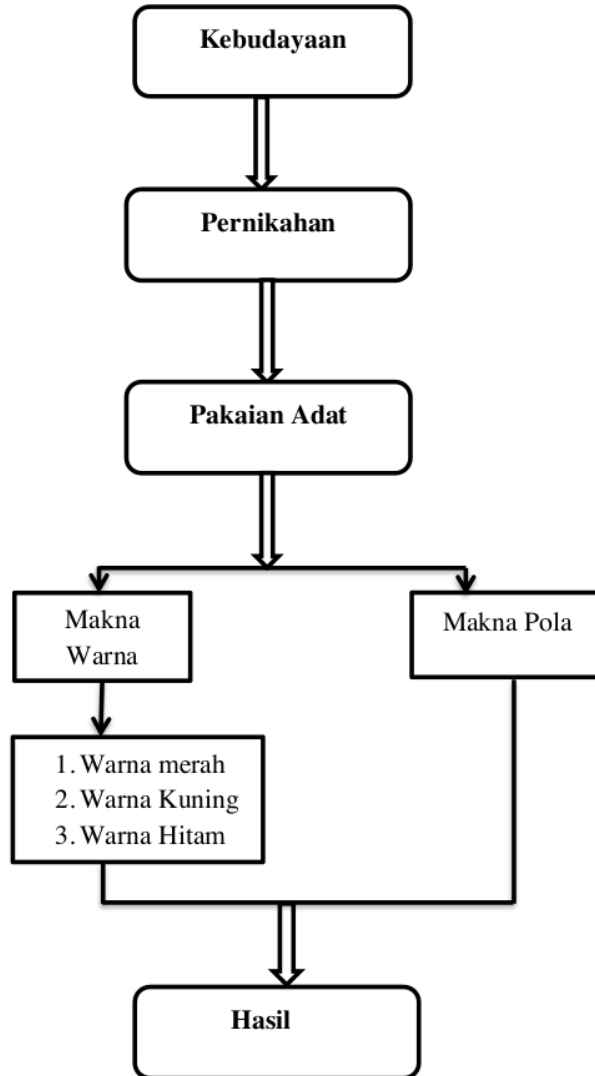 Kebudayaan
Pernikahan
Pakaian Adat
Makna
Warna
Makna Pola
1. Warna merah
2. Warna Kuning
3. Warna Hitam
Hasil